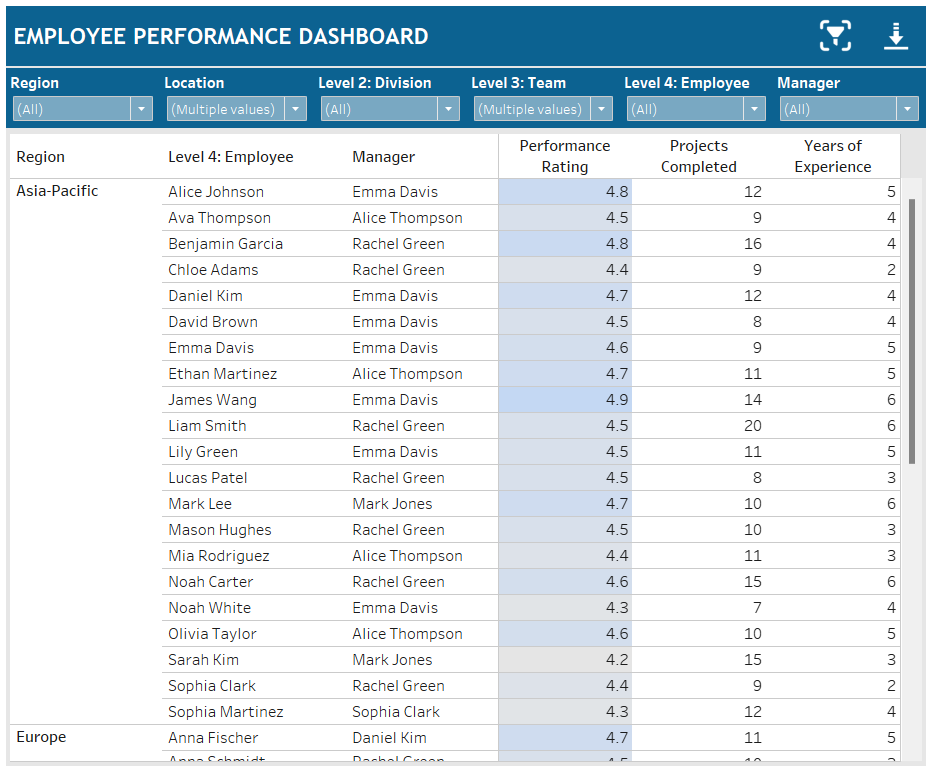 EMPLOYEE PERFORMANCE DASHBOARD
Region Location Level 2: Division Level 3: Team Level 4: Employee Manager
(All) (Multiple values) (All) (Multiple values) (All) (All)
Region Level 4: Employee Manager Performance Rating Projects Completed Years of Experience
Asia-Pacific Alice Johnson Emma Davis 4.8 12 5
Ava Thompson Alice Thompson 4.5 9 4
Benjamin Garcia Rachel Green 4.8 16 4
Chloe Adams Rachel Green 4.4 9 2
Daniel Kim Emma Davis 4.7 12 4
David Brown Emma Davis 4.5 8 4
Emma Davis Emma Davis 4.6 9 5
Ethan Martinez Alice Thompson 4.7 11 5
James Wang Emma Davis 4.9 14 6
Liam Smith Rachel Green 4.5 20 6
Lily Green Emma Davis 4.5 11 5
Lucas Patel Rachel Green 4.5 8 3
Mark Lee Mark Jones 4.7 10 6
Mason Hughes Rachel Green 4.5 10 3
Mia Rodriguez Alice Thompson 4.4 11 3
Noah Carter Rachel Green 4.6 15 6
Noah White Emma Davis 4.3 7 4
Olivia Taylor Alice Thompson 4.6 10 5
Sarah Kim Mark Jones 4.2 15 3
Sophia Clark Rachel Green 4.4 9 2
Sophia Martinez Sophia Clark 4.3 12 4
Europe Anna Fischer Daniel Kim 4.7 11 5
Anna Schmidt Rachel Green 4.5 10